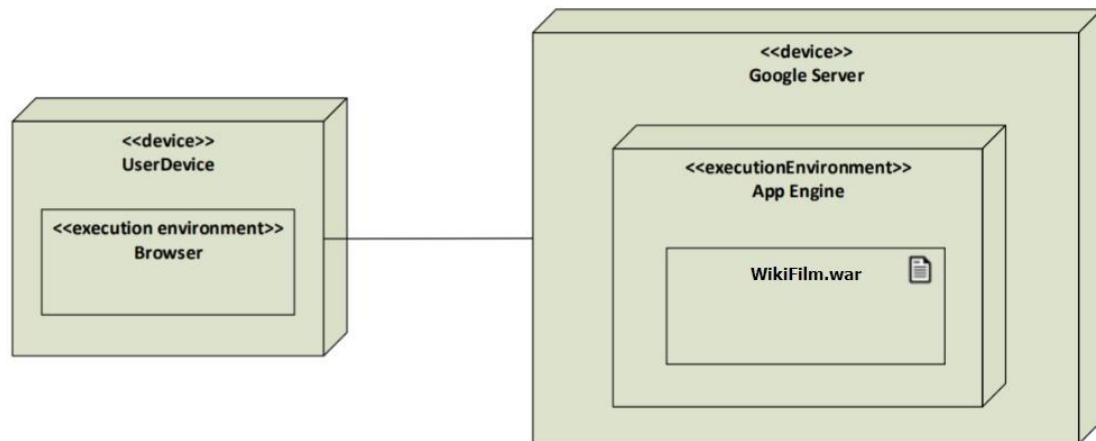 <<device>>
UserDevice
<<execution environment>>
Browser
<<device>>
Google Server
<<executionEnvironment>>
App Engine
WikiFilm.war